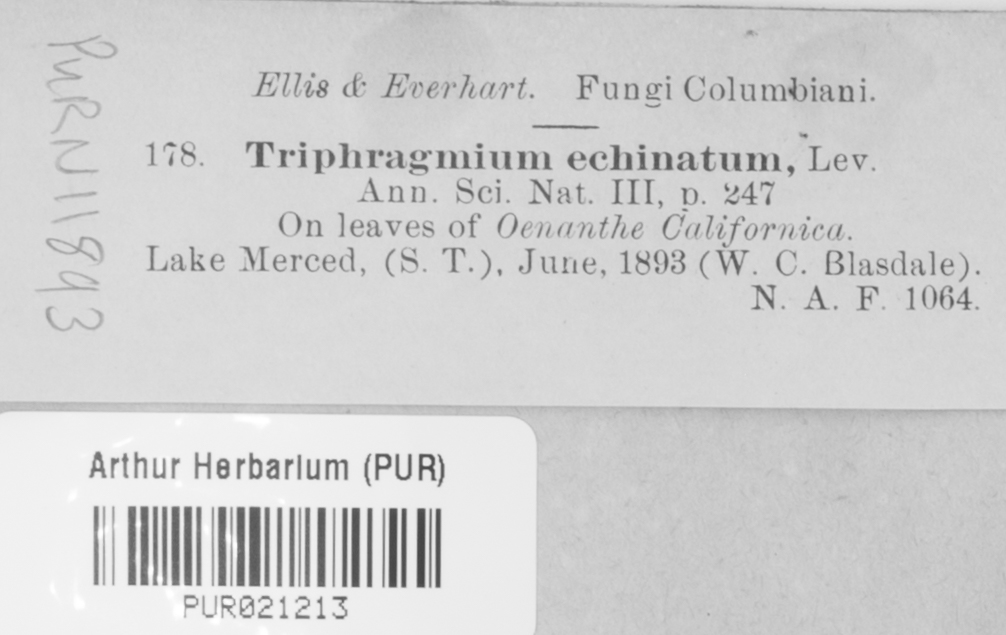 Ellis & Everhart. Fungi Columbiani.
178. Triphragmium echinatum, Lev.
Ann. Sci. Nat. III, p. 247
On leaves of Oenanthe Californica.
Lake Merced, (S. T.), June, 1893 (W. C. Blasdale).
N. A. F. 1064.
PURN11893
Arthur Herbarium (PUR)
PUR021213